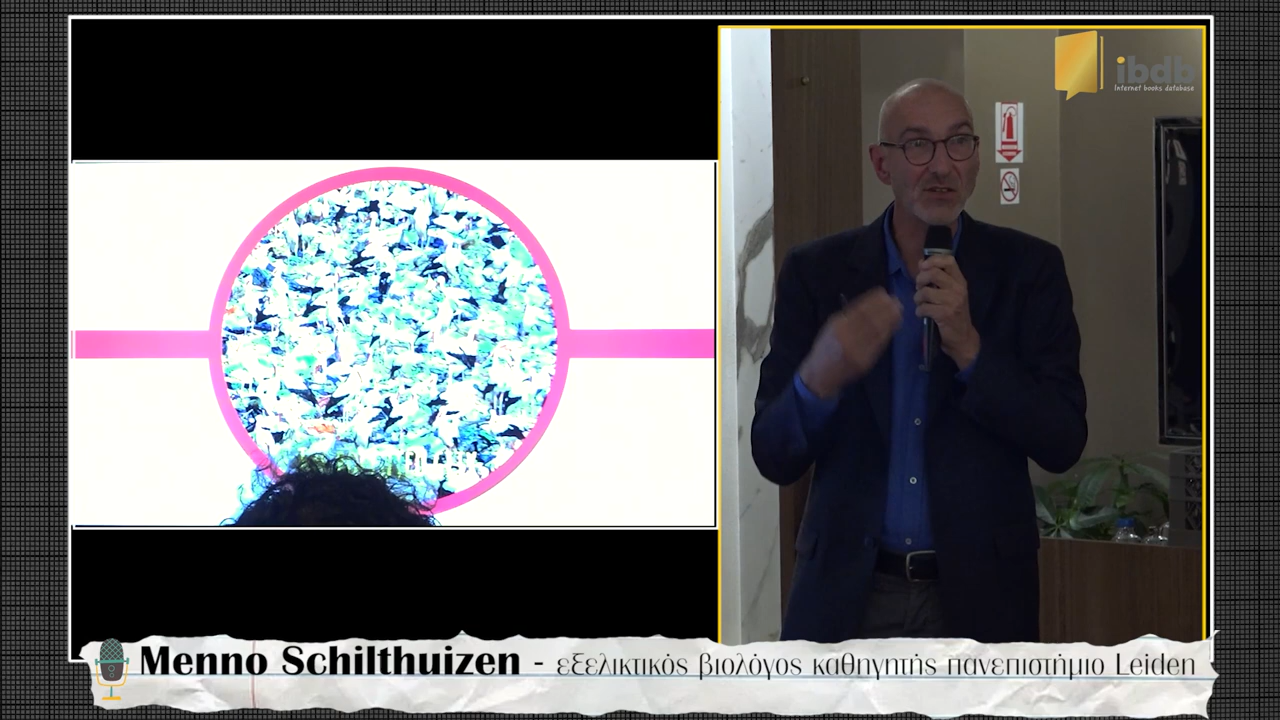 ibdb
Internet books database
Menno Schilthuizen - εξελικτικός βιολόγος καθηγητής πανεπιστήμιο Leiden